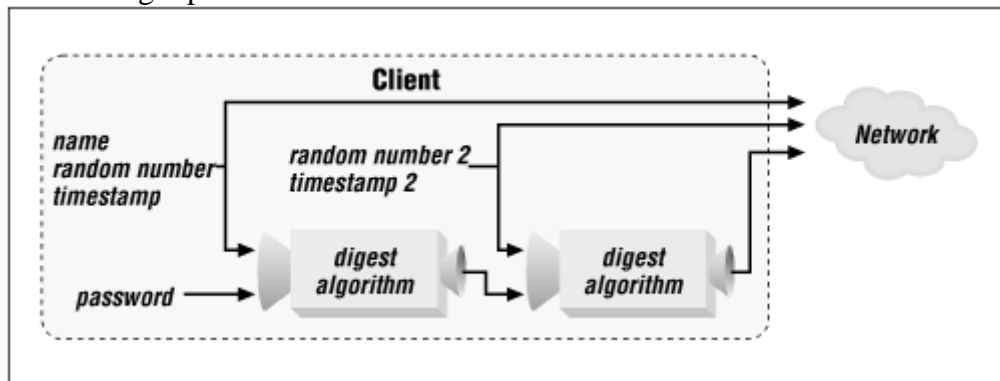 Client
name
random number
timestamp
random number 2
timestamp 2
Network
password
digest
algorithm
digest
algorithm